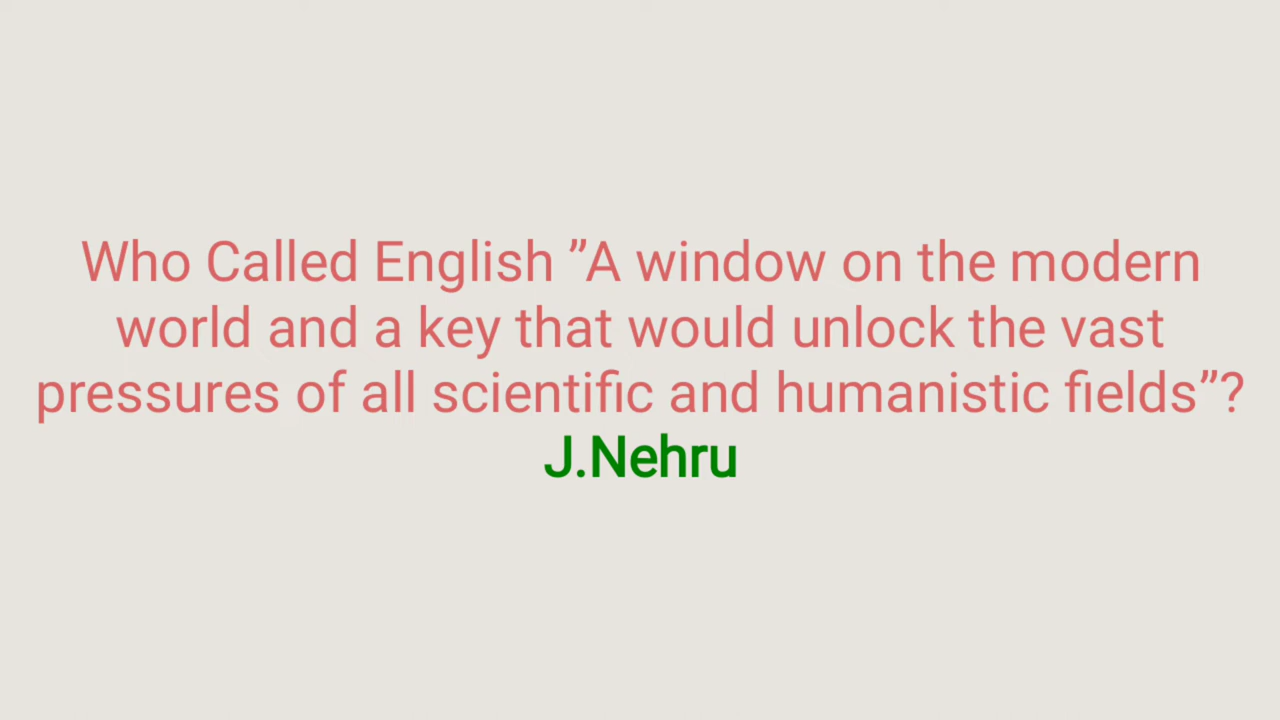 Who Called English ”A window on the modern
world and a key that would unlock the vast
pressures of all scientific and humanistic fields”?
J.Nehru